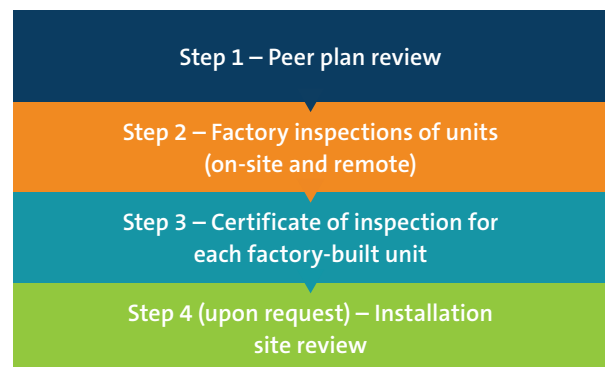 Step 1 – Peer plan review
Step 2 – Factory inspections of units
(on-site and remote)
Step 3 – Certificate of inspection for
each factory-built unit
Step 4 (upon request) – Installation
site review